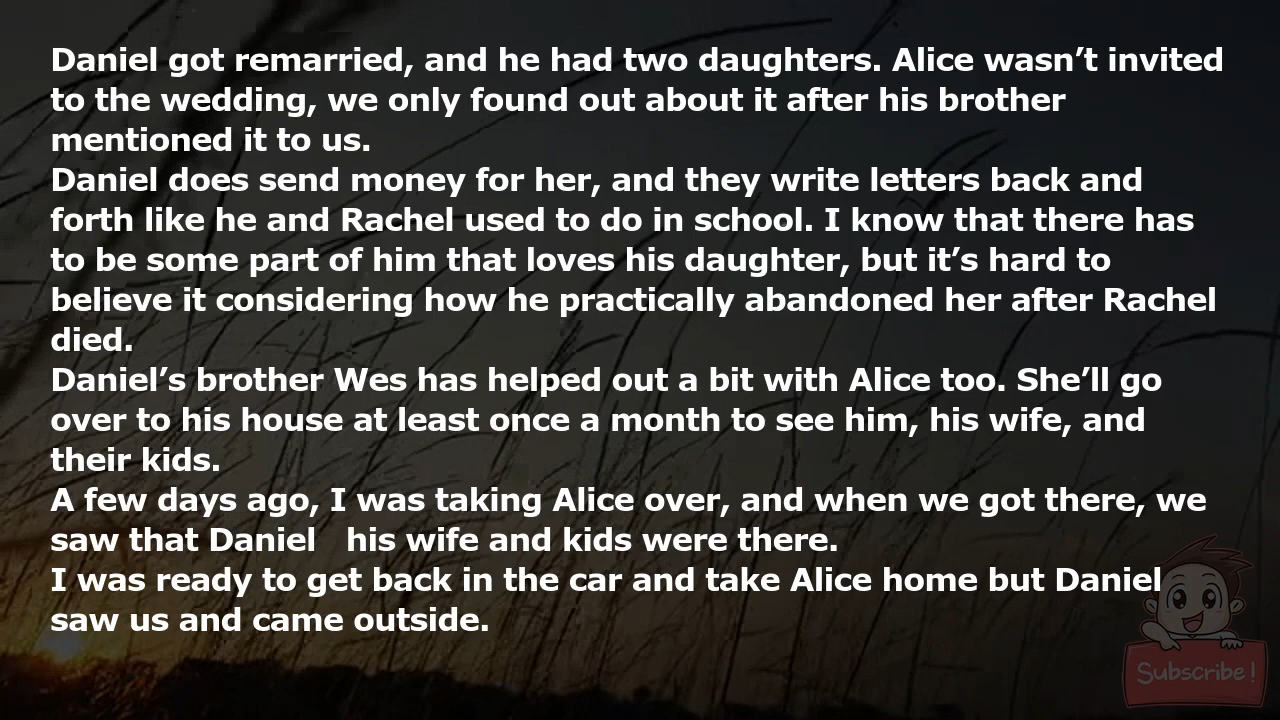 Daniel got remarried, and he had two daughters. Alice wasn’t invited
to the wedding, we only found out about it after his brother
mentioned it to us.
Daniel does send money for her, and they write letters back and
forth like he and Rachel used to do in school. I know that there has
to be some part of him that loves his daughter, but it’s hard to
believe it considering how he practically abandoned her after Rachel
died.
Daniel’s brother Wes has helped out a bit with Alice too. She’ll go
over to his house at least once a month to see him, his wife, and
their kids.
A few days ago, I was taking Alice over, and when we got there, we
saw that Daniel   his wife and kids were there.
I was ready to get back in the car and take Alice home but Daniel
saw us and came outside.
Subscribe!